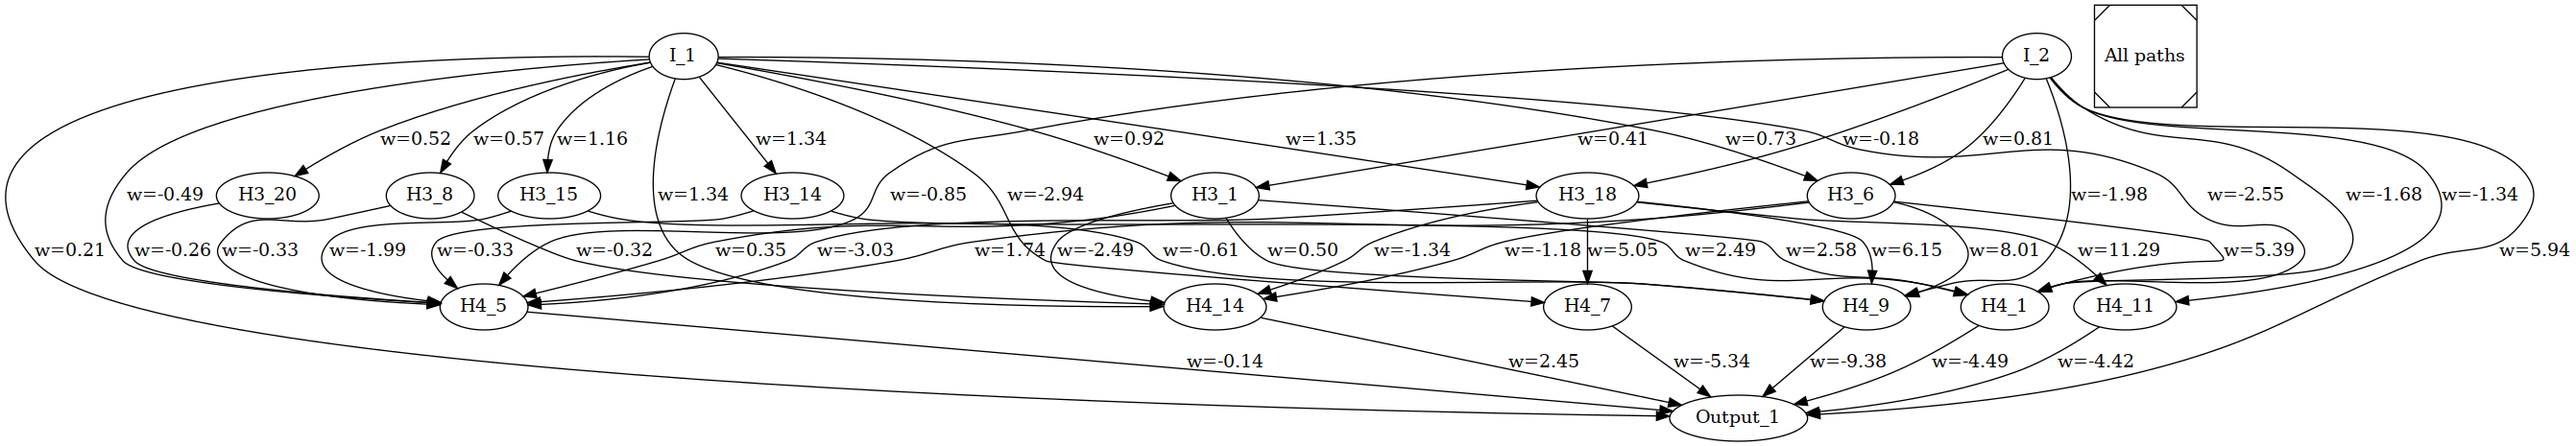 I_1
I_2
All paths
w=0.52
w=0.57
w=1.16
w=1.34
w=0.92
w=1.35
w=0.41
w=0.73
w=-0.18
w=0.81
w=-0.49
H3_20
H3_8
H3_15
w=1.34
H3_14
w=-0.85
w=-2.94
H3_1
H3_18
H3_6
w=-1.98
w=-2.55
w=-1.68
w=-1.34
w=0.21
w=-0.26
w=-0.33
w=-1.99
w=-0.33
w=-0.32
w=0.35
w=-3.03
w=1.74
w=-2.49
w=-0.61
w=0.50
w=-1.34
w=-1.18
w=5.05
w=2.49
w=2.58
w=6.15
w=8.01
w=11.29
w=5.39
w=5.94
H4_5
H4_14
H4_7
H4_9
H4_1
H4_11
w=-0.14
w=2.45
w=-5.34
w=-9.38
w=-4.49
w=-4.42
Output_1